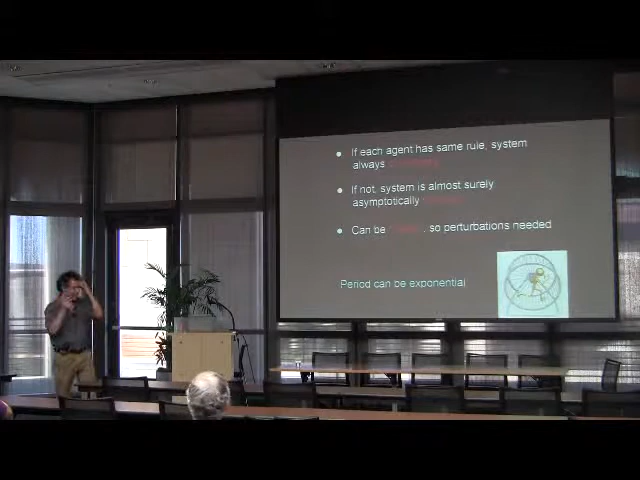 If each agent has same rule, system
always
If not, system is almost surely
asymptotically
Can be , so perturbations needed
Period can be exponential